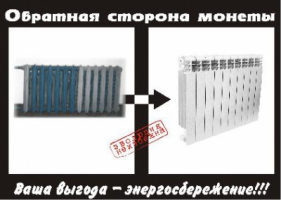 Обратная сторона монеты
Ваша выгода – энергосбережение!!!